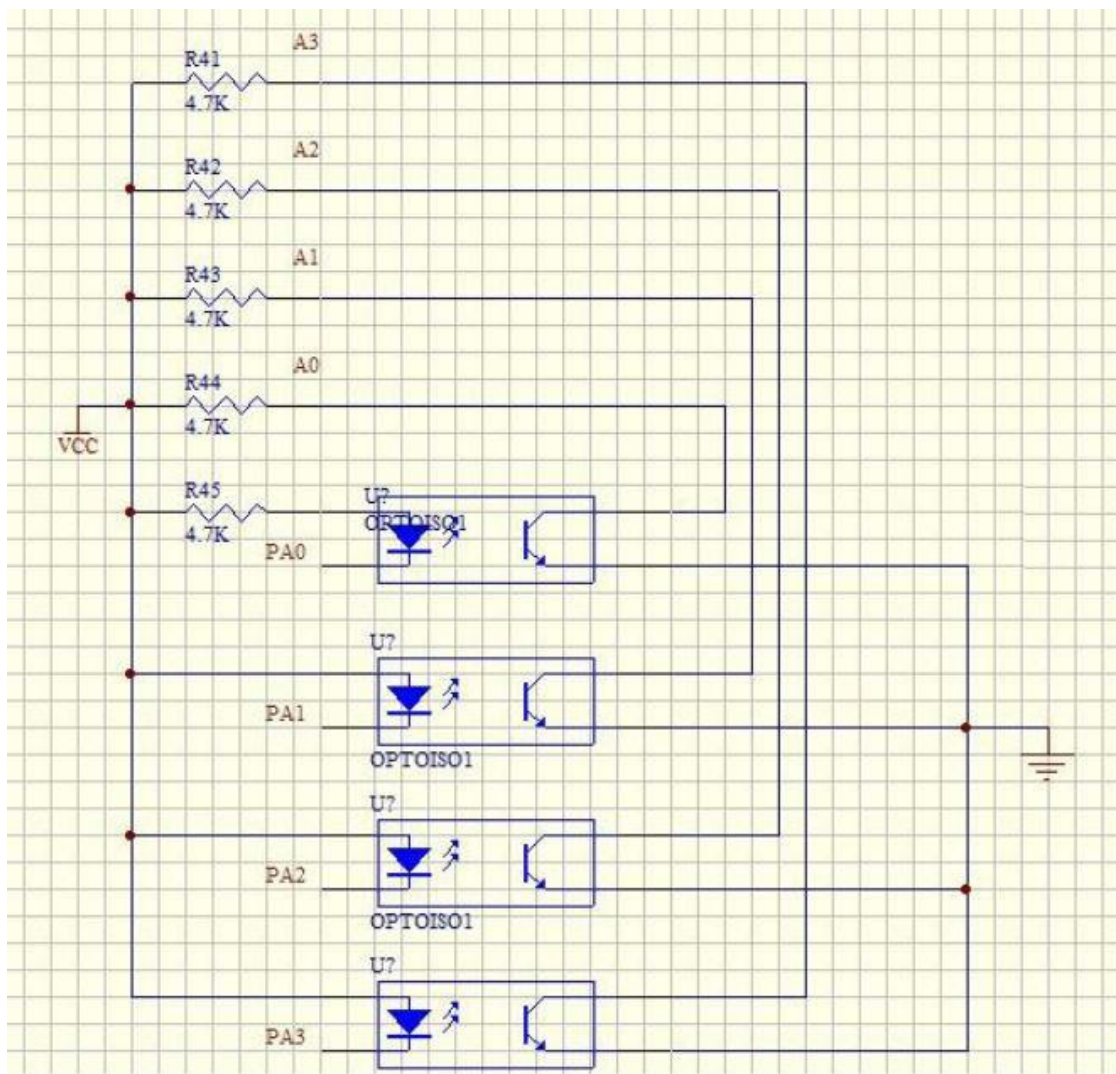 A3
R41
4.7K
A2
R42
4.7K
A1
R43
4.7K
A0
R44
4.7K
VCC
R45
4.7K
U?
OPTOISO1
PA0
U?
PA1
OPTOISO1
U?
PA2
OPTOISO1
U?
PA3